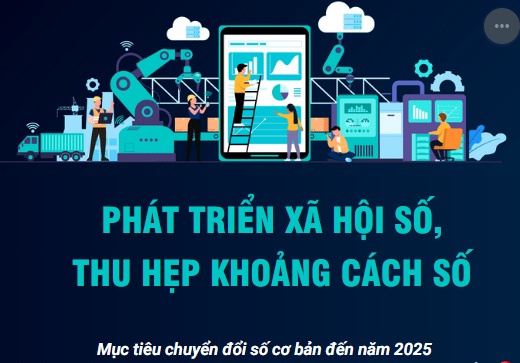 PHÁT TRIỂN XÃ HỘI SỐ,
THU HẸP KHOẢNG CÁCH SỐ
Mục tiêu chuyển đổi số cơ bản đến năm 2025